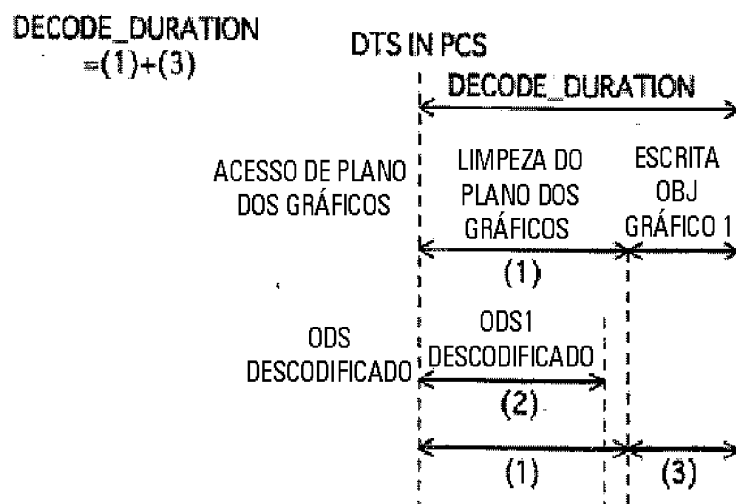 DECODE_DURATION
=(1)+(3)
DTS IN PCS
DECODE_DURATION
ACESSO DE PLANO
DOS GRÁFICOS
LIMPEZA DO
PLANO DOS
GRÁFICOS
ESCRITA
OBJ
GRÁFICO 1
(1)
ODS
DESCODIFICADO
ODS1
DESCODIFICADO
(2)
(1)
(3)